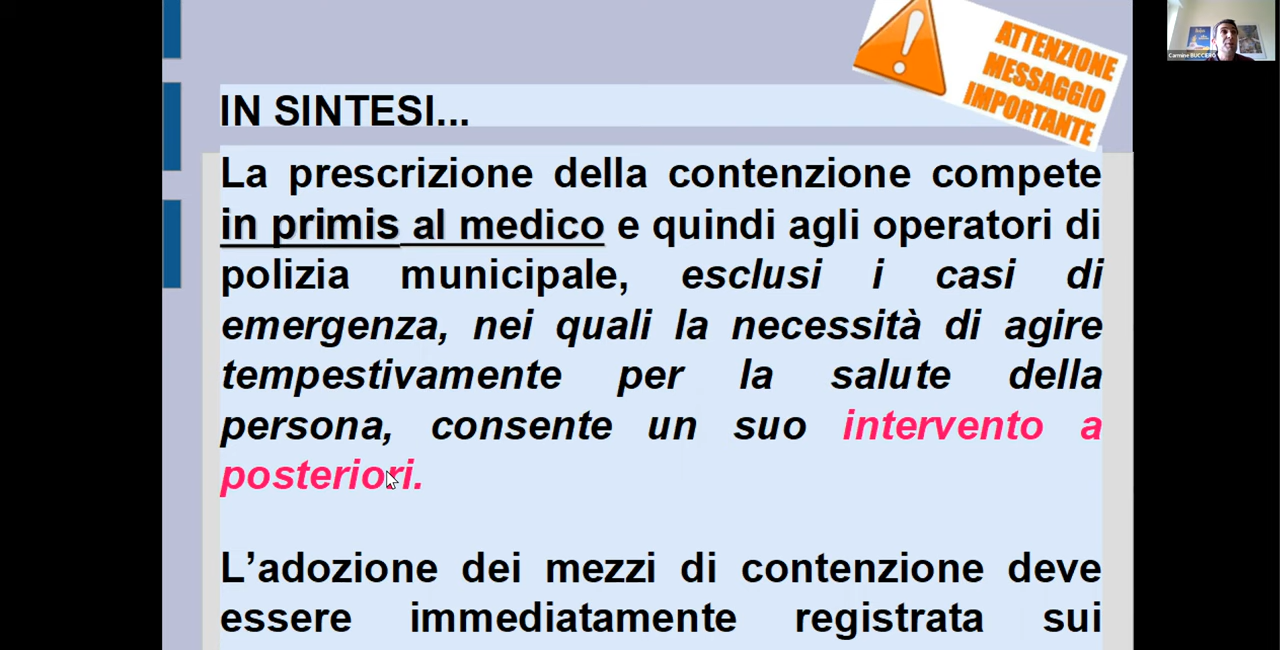 ATTENZIONE
MESSAGGIO
IMPORTANTE
Carmine BUCCERO
IN SINTESI...
La prescrizione della contenzione compete
in primis al medico e quindi agli operatori di
polizia municipale, esclusi i casi di
emergenza, nei quali la necessità di agire
tempestivamente per la salute della
persona, consente un suo intervento a
posteriori.
L’adozione dei mezzi di contenzione deve
essere immediatamente registrata sui